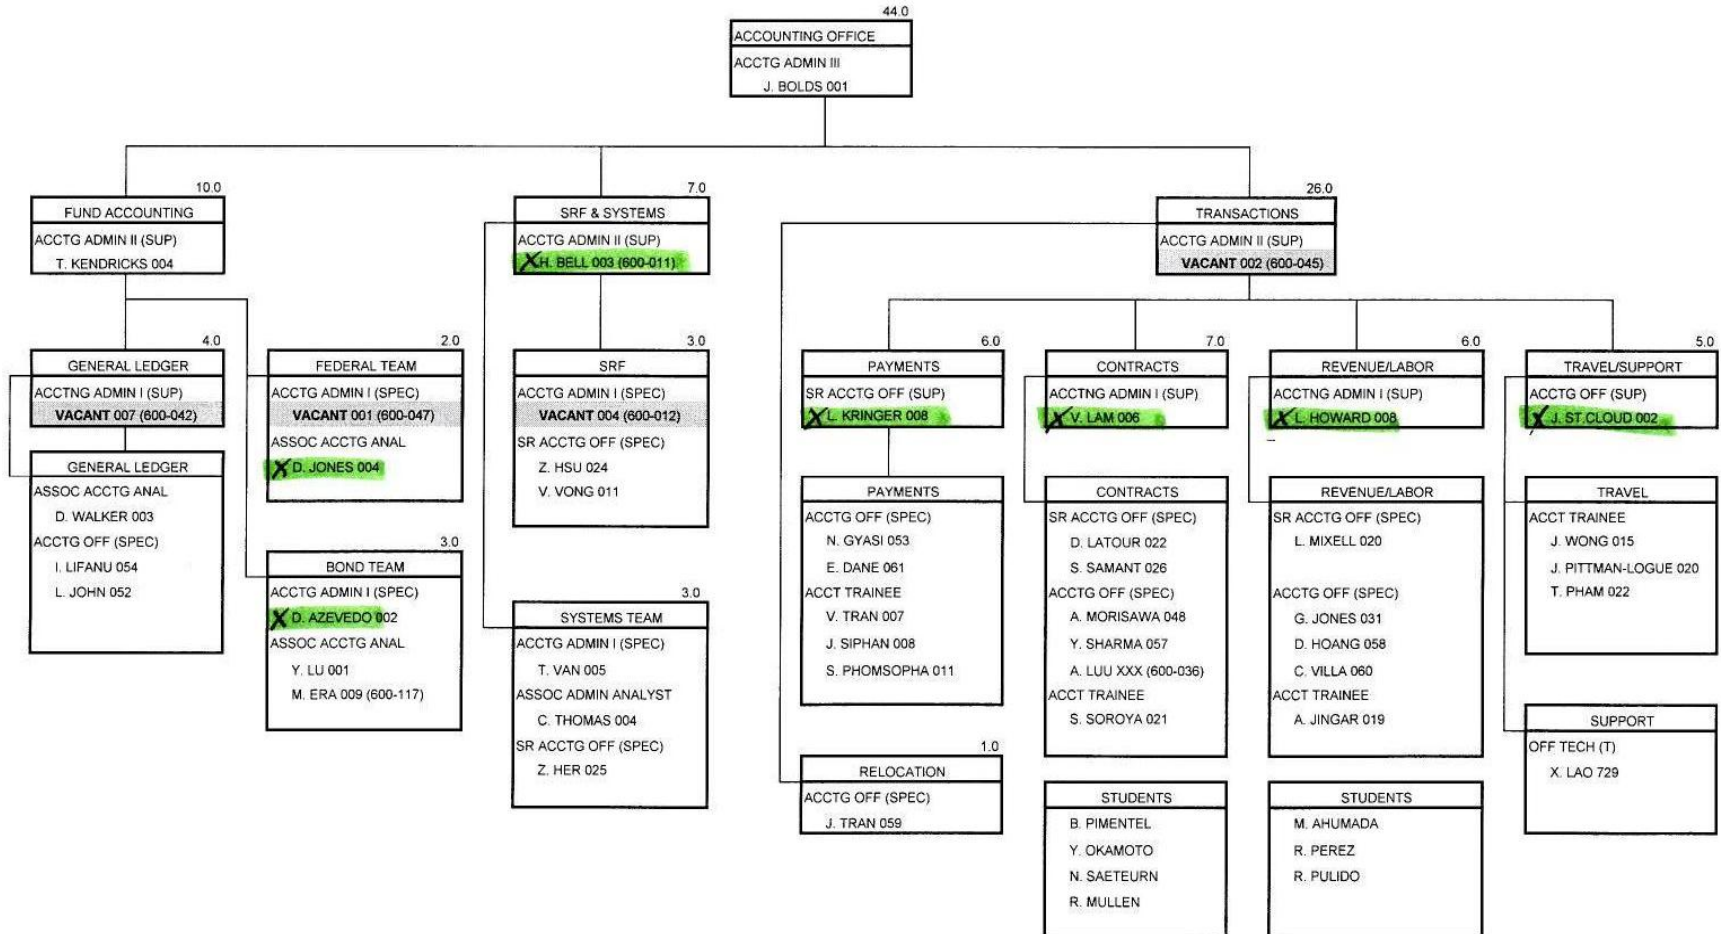 44.0
ACCOUNTING OFFICE
ACCTG ADMIN III
J. BOLDS 001
10.0
FUND ACCOUNTING
ACCTG ADMIN II (SUP)
T. KENDRICKS 004
7.0
SRF & SYSTEMS
ACCTG ADMIN II (SUP)
X H. BELL 003 (600-011)
26.0
TRANSACTIONS
ACCTG ADMIN II (SUP)
VACANT 002 (600-045)
4.0
GENERAL LEDGER
ACCTNG ADMIN I (SUP)
VACANT 007 (600-042)
GENERAL LEDGER
ASSOC ACCTG ANAL
D. WALKER 003
ACCTG OFF (SPEC)
I. LIFANU 054
L. JOHN 052
2.0
FEDERAL TEAM
ACCTG ADMIN I (SPEC)
VACANT 001 (600-047)
ASSOC ACCTG ANAL
X D. JONES 004
3.0
BOND TEAM
ACCTG ADMIN I (SPEC)
X D. AZEVEDO 002
ASSOC ACCTG ANAL
Y. LU 001
M. ERA 009 (600-117)
3.0
SRF
ACCTG ADMIN I (SPEC)
VACANT 004 (600-012)
SR ACCTG OFF (SPEC)
Z. HSU 024
V. VONG 011
3.0
SYSTEMS TEAM
ACCTG ADMIN I (SPEC)
T. VAN 005
ASSOC ADMIN ANALYST
C. THOMAS 004
SR ACCTG OFF (SPEC)
Z. HER 025
6.0
PAYMENTS
SR ACCTG OFF (SUP)
X L. KRINGER 008
PAYMENTS
ACCTG OFF (SPEC)
N. GYASI 053
E. DANE 061
ACCT TRAINEE
V. TRAN 007
J. SIPHAN 008
S. PHOMSOPHA 011
1.0
RELOCATION
ACCTG OFF (SPEC)
J. TRAN 059
7.0
CONTRACTS
ACCTNG ADMIN I (SUP)
X V. LAM 006
CONTRACTS
SR ACCTG OFF (SPEC)
D. LATOUR 022
S. SAMANT 026
ACCTG OFF (SPEC)
A. MORISAWA 048
Y. SHARMA 057
A. LUU XXX (600-036)
ACCT TRAINEE
S. SOROYA 021
STUDENTS
B. PIMENTEL
Y. OKAMOTO
N. SAETEURN
R. MULLEN
6.0
REVENUE/LABOR
ACCTNG ADMIN I (SUP)
X L. HOWARD 008
REVENUE/LABOR
SR ACCTG OFF (SPEC)
L. MIXELL 020
ACCTG OFF (SPEC)
G. JONES 031
D. HOANG 058
C. VILLA 060
ACCT TRAINEE
A. JINGAR 019
STUDENTS
M. AHUMADA
R. PEREZ
R. PULIDO
5.0
TRAVEL/SUPPORT
ACCTG OFF (SUP)
X J. ST.CLOUD 002
TRAVEL
ACCT TRAINEE
J. WONG 015
J. PITTMAN-LOGUE 020
T. PHAM 022
SUPPORT
OFF TECH (T)
X. LAO 729